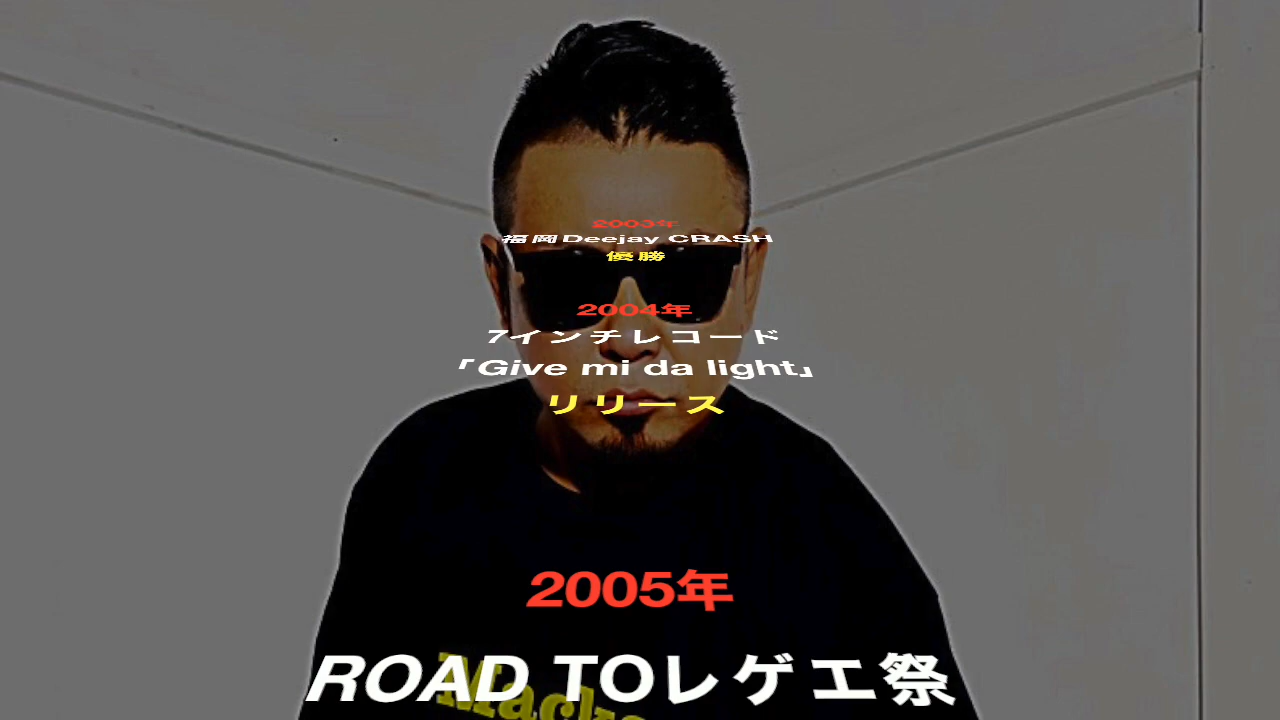 2003年
福岡Deejay CRASH
優勝
2004年
7インチレコード
「Give mi da light」
リリース
2005年
ROAD TOレゲエ祭